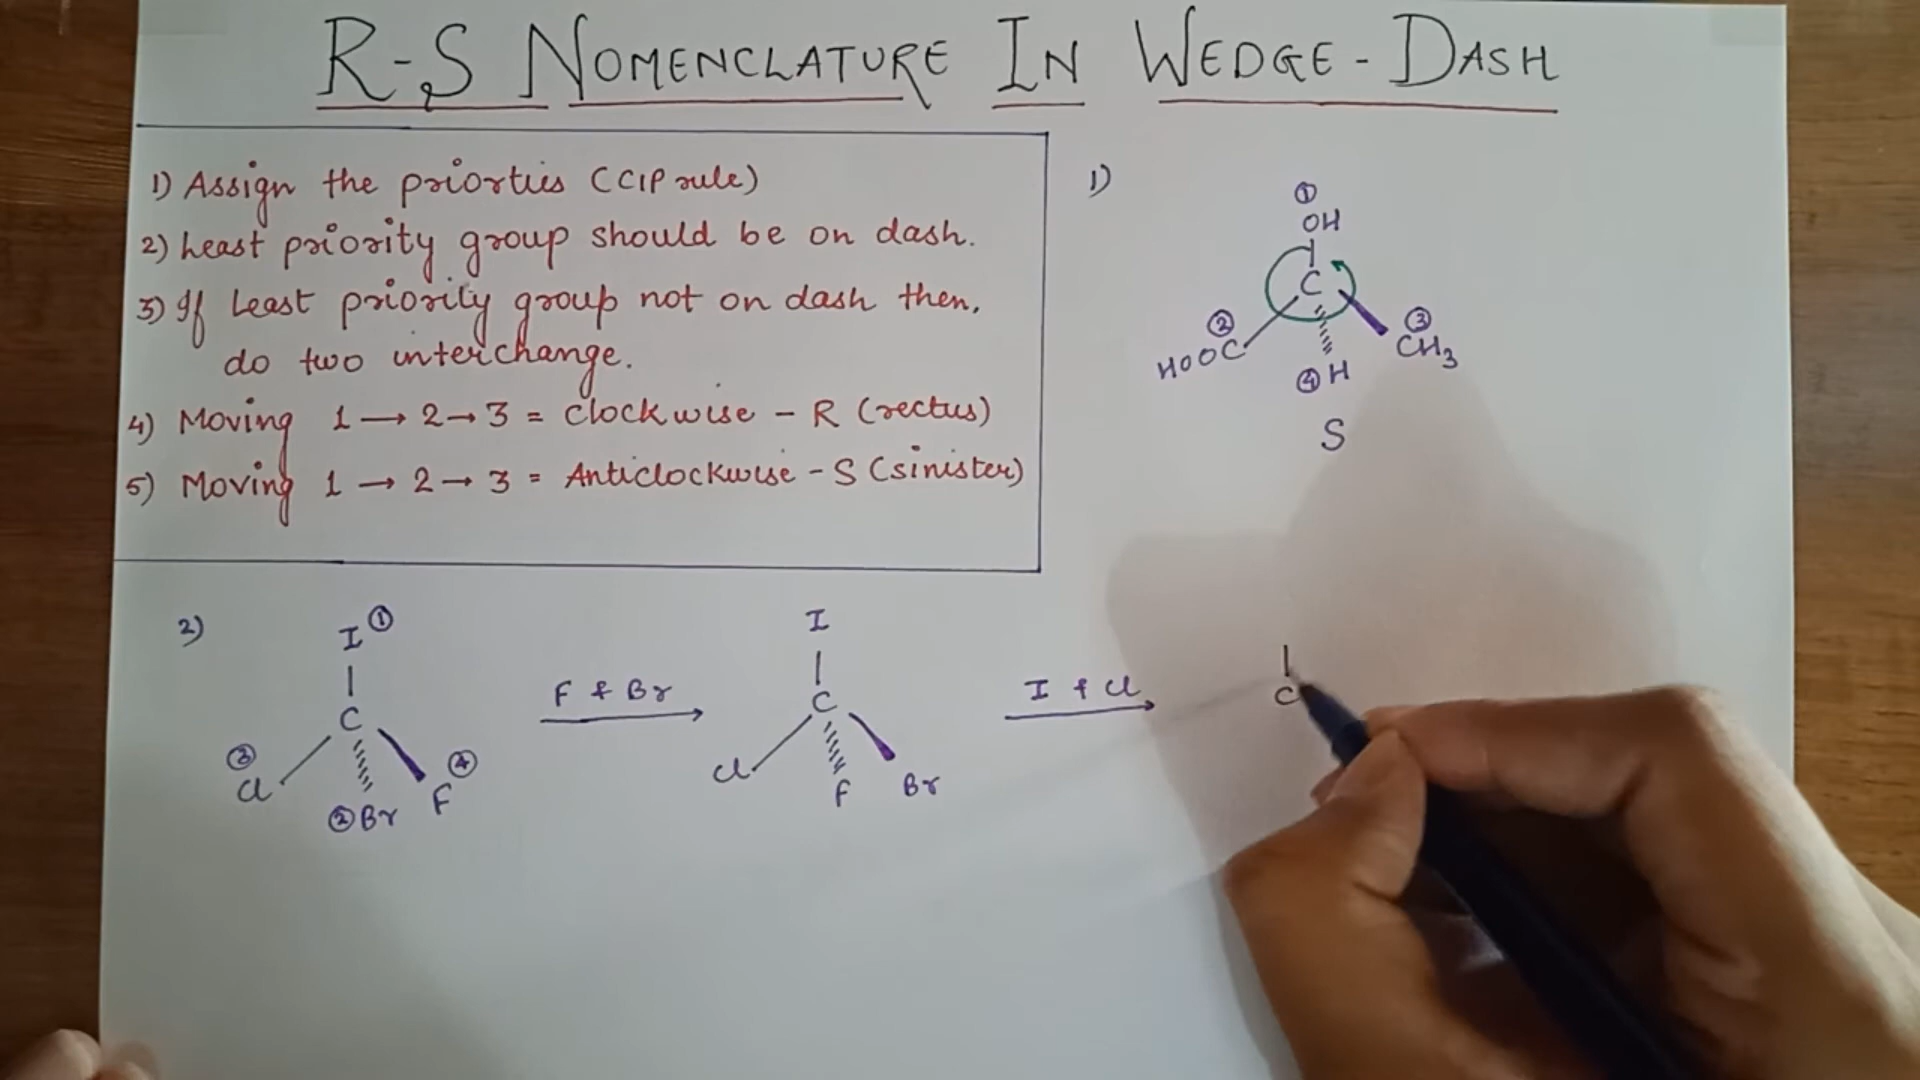 R-S NOMENCLATURE IN WEDGE-DASH
1) Assign the priorties (CIP rule)
2) Least priority group should be on dash.
3) If Least priority group not on dash then,
do two interchange.
4) Moving 1 → 2 → 3 = clockwise - R (rectus)
5) Moving 1 → 2 → 3 = Anticlockwise - S (sinister)
1)
①
OH
C
②
HOOC
③
CH₃
④ H
S
2)
I ①
C
③
Cl
② Br
F ④
F & Br
I
C
Cl
F
Br
I & Cl
C